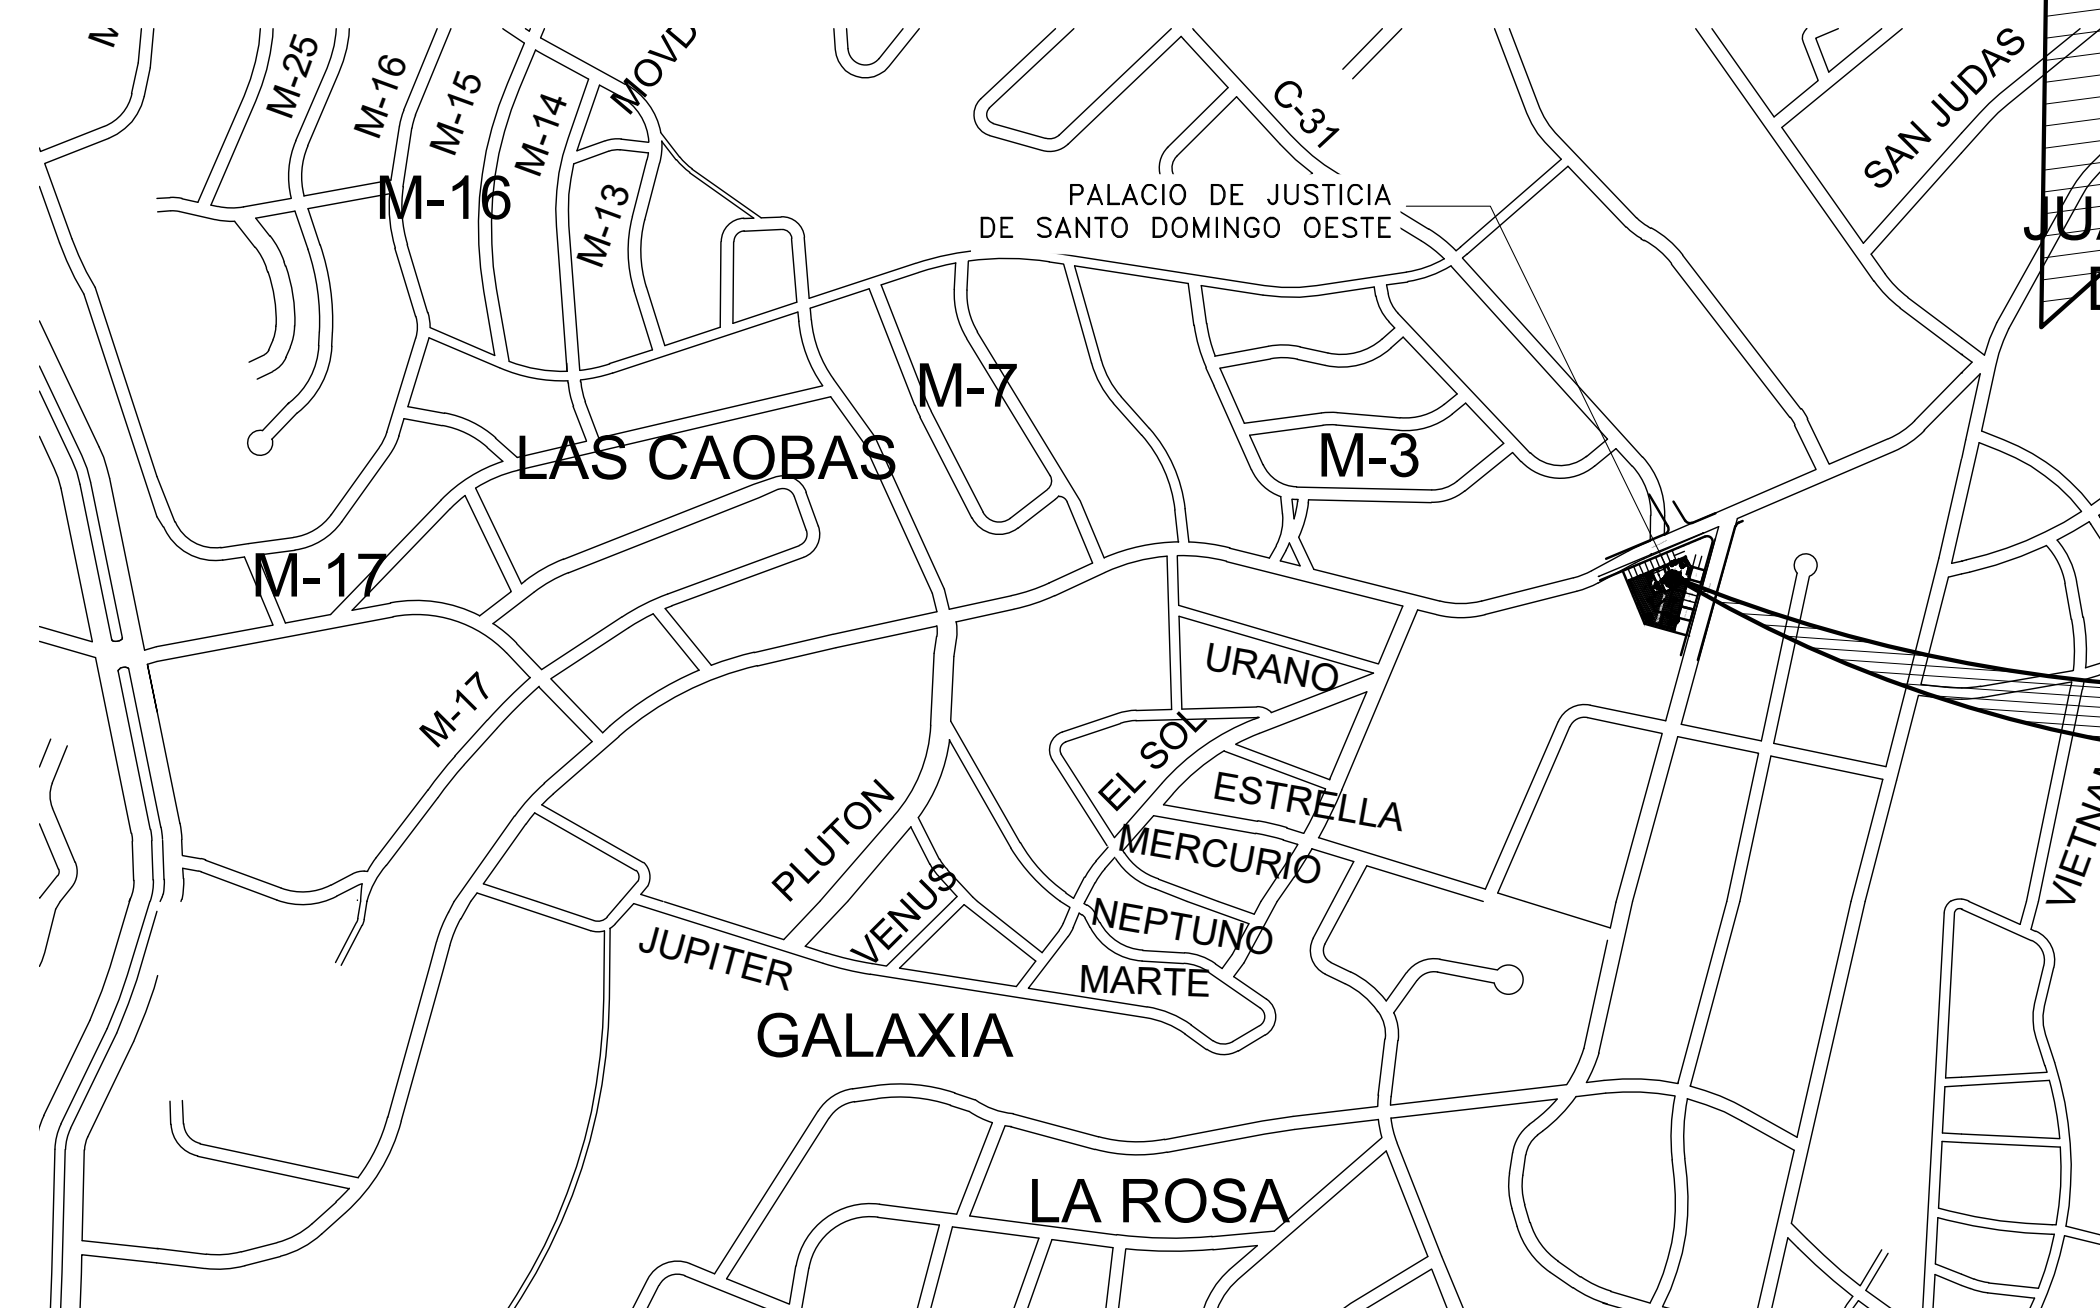 M-25
M-16
M-15
M-14
M-13
C-31
SAN JUDAS
M-16
PALACIO DE JUSTICIA
DE SANTO DOMINGO OESTE
M-7
LAS CAOBAS
M-3
M-17
M-17
URANO
EL SOL
ESTRELLA
MERCURIO
PLUTON
VENUS
NEPTUNO
JUPITER
MARTE
GALAXIA
LA ROSA